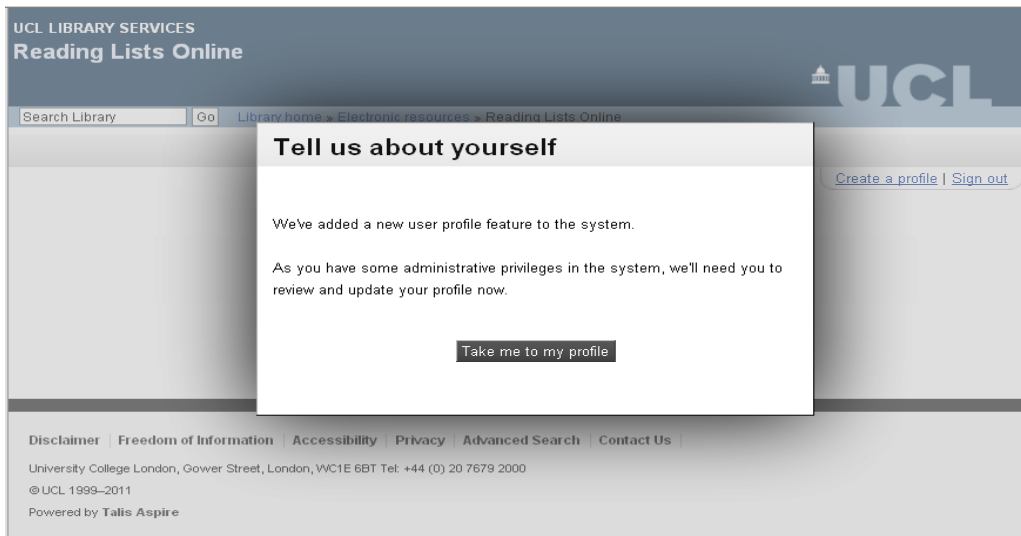 UCL LIBRARY SERVICES
Reading Lists Online
UCL
Search Library Go Library home » Electronic resources » Reading Lists Online
Tell us about yourself
Create a profile | Sign out
We've added a new user profile feature to the system.
As you have some administrative privileges in the system, we'll need you to
review and update your profile now.
Take me to my profile
Disclaimer | Freedom of Information | Accessibility | Privacy | Advanced Search | Contact Us |
University College London, Gower Street, London, WC1E 6BT Tel: +44 (0) 20 7679 2000
© UCL 1999–2011
Powered by Talis Aspire